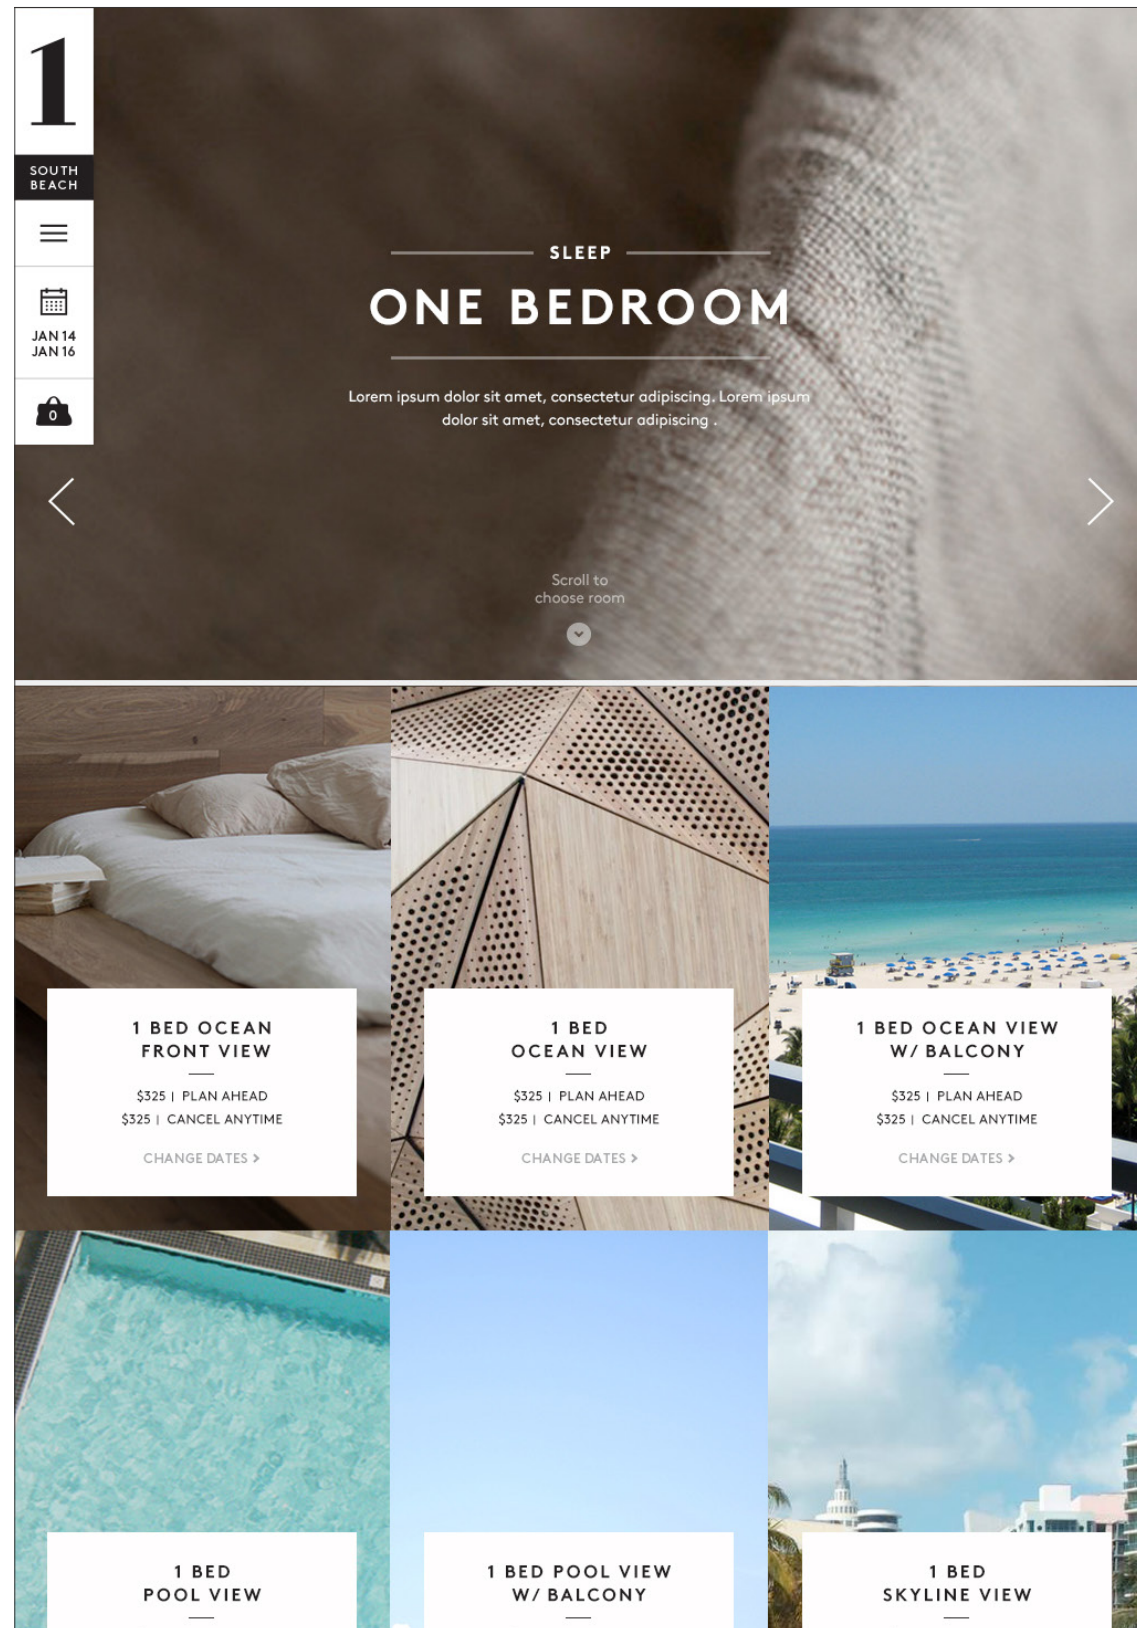 1
SOUTH
BEACH
JAN 14
JAN 16
0
SLEEP
ONE BEDROOM
Lorem ipsum dolor sit amet, consectetur adipiscing. Lorem ipsum
dolor sit amet, consectetur adipiscing .
Scroll to
choose room
1 BED OCEAN
FRONT VIEW
$325 | PLAN AHEAD
$325 | CANCEL ANYTIME
CHANGE DATES >
1 BED
OCEAN VIEW
$325 | PLAN AHEAD
$325 | CANCEL ANYTIME
CHANGE DATES >
1 BED OCEAN VIEW
W/ BALCONY
$325 | PLAN AHEAD
$325 | CANCEL ANYTIME
CHANGE DATES >
1 BED
POOL VIEW
1 BED POOL VIEW
W/ BALCONY
1 BED
SKYLINE VIEW